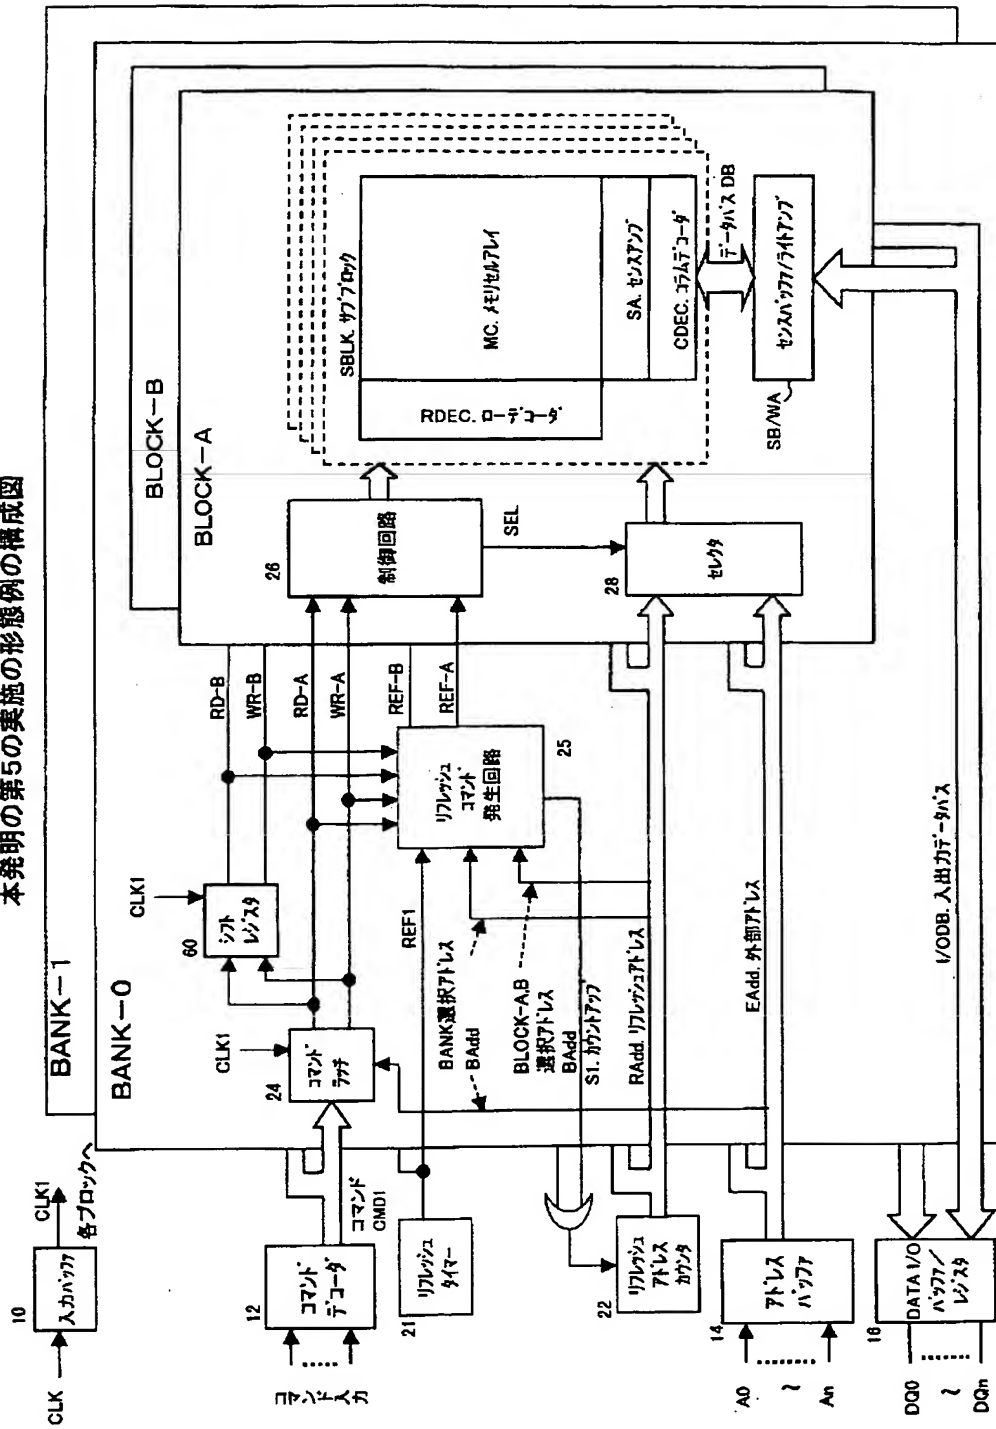 本発明の第5の実施の形態例の構成図
BANK-1
BANK-0
BLOCK-B
BLOCK-A
CLK
10
入力バッファ
CLK1
各ブロックへ
コマンド入力
12
コマンド
デコーダ
コマンド
CMD1
21
リフレッシュ
タイマー
22
リフレッシュ
アドレス
カウンタ
A0
~
An
14
アドレス
バッファ
DQ0
~
DQn
16
DATA I/O
バッファ/
レジスタ
CLK1
24
コマンド
ラッチ
CLK1
60
シフト
レジスタ
REF1
BANK選択アドレス
BAdd
BLOCK-A,B
選択アドレス
BAdd
S1. カウントアップ
RAdd. リフレッシュアドレス
EAdd. 外部アドレス
I/ODB. 入出力データバス
リフレッシュ
コマンド
発生回路
25
RD-B
WR-B
RD-A
WR-A
REF-B
REF-A
26
制御回路
SEL
28
セレクタ
SBLK. サブブロック
RDEC. ローデコーダ
MC. メモリセルアレイ
SA. センスアンプ
CDEC. コラムデコーダ
データバス DB
センスバッファ/ライトアンプ
SB/WA